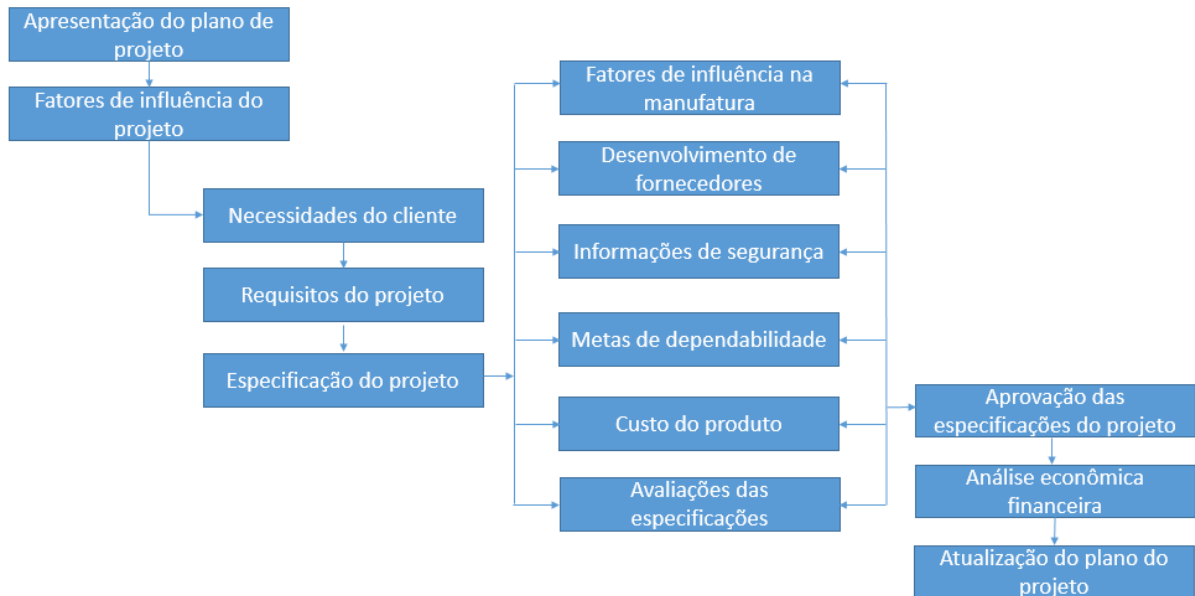 Apresentação do plano de
projeto
Fatores de influência do
projeto
Necessidades do cliente
Requisitos do projeto
Especificação do projeto
Fatores de influência na
manufatura
Desenvolvimento de
fornecedores
Informações de segurança
Metas de dependabilidade
Custo do produto
Avaliações das
especificações
Aprovação das
especificações do projeto
Análise econômica
financeira
Atualização do plano do
projeto